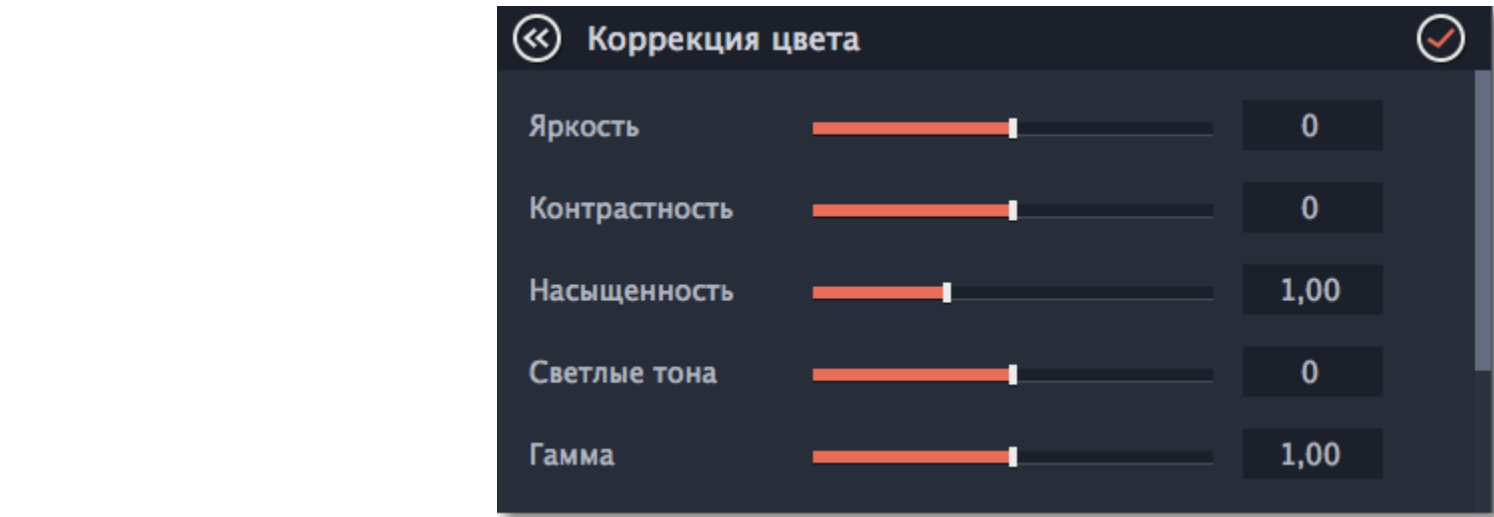 Коррекция цвета
Яркость 0
Контрастность 0
Насыщенность 1,00
Светлые тона 0
Гамма 1,00